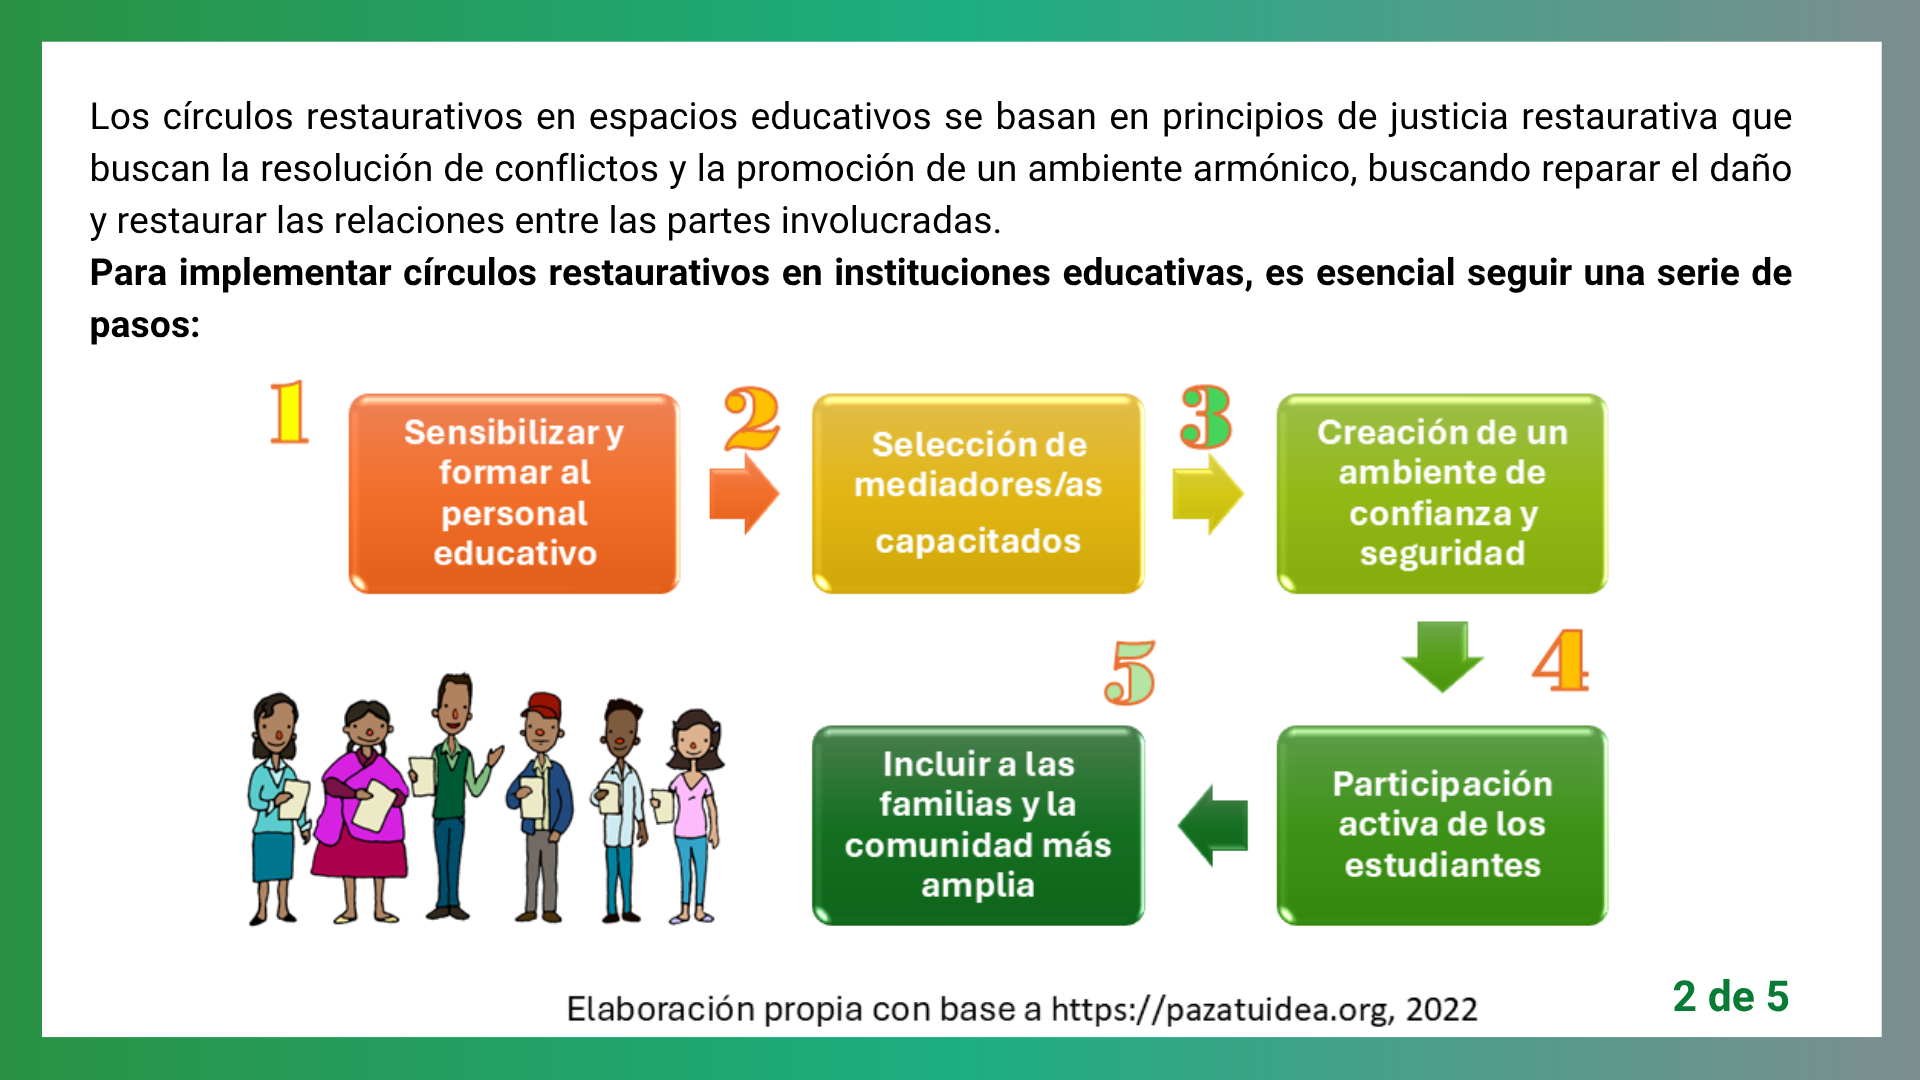 Los círculos restaurativos en espacios educativos se basan en principios de justicia restaurativa que
buscan la resolución de conflictos y la promoción de un ambiente armónico, buscando reparar el daño
y restaurar las relaciones entre las partes involucradas.
Para implementar círculos restaurativos en instituciones educativas, es esencial seguir una serie de
pasos:
1
Sensibilizar y
formar al
personal
educativo
2
Selección de
mediadores/as
capacitados
3
Creación de un
ambiente de
confianza y
seguridad
4
Participación
activa de los
estudiantes
5
Incluir a las
familias y la
comunidad más
amplia
Elaboración propia con base a https://pazatuidea.org, 2022
2 de 5